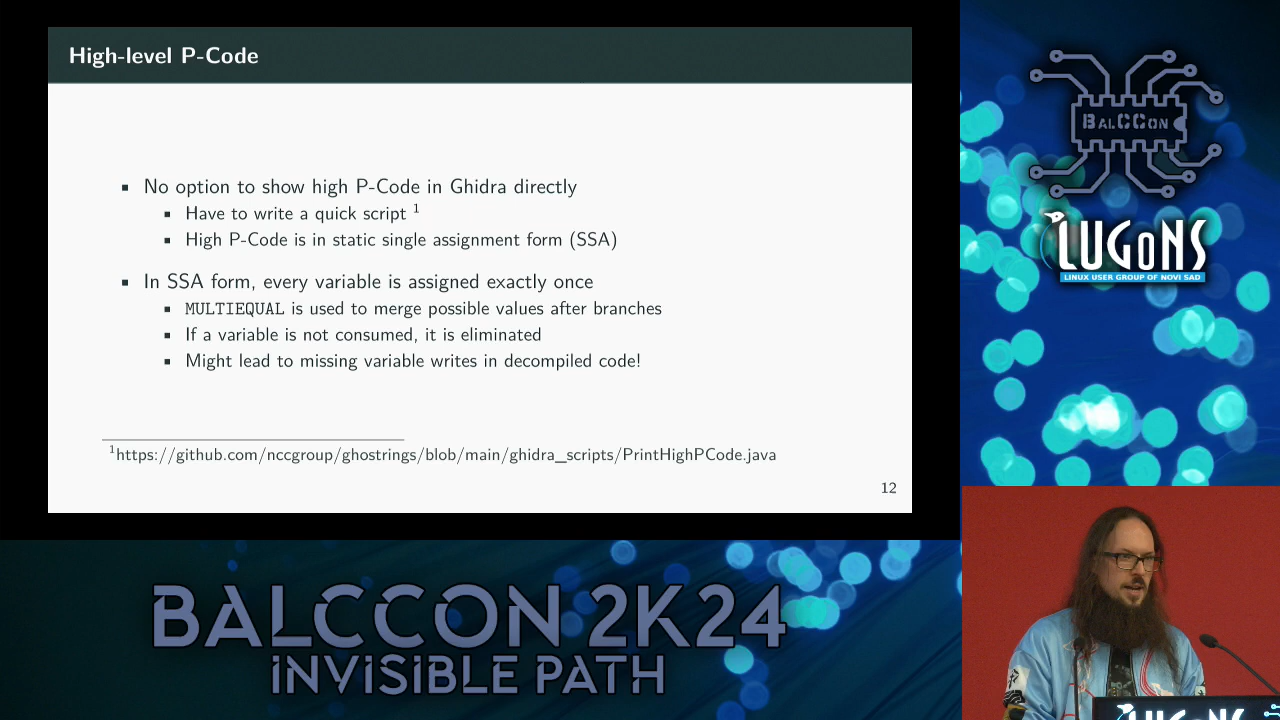 High-level P-Code
▪ No option to show high P-Code in Ghidra directly
▪ Have to write a quick script ¹
▪ High P-Code is in static single assignment form (SSA)
▪ In SSA form, every variable is assigned exactly once
▪ MULTIEQUAL is used to merge possible values after branches
▪ If a variable is not consumed, it is eliminated
▪ Might lead to missing variable writes in decompiled code!
¹https://github.com/nccgroup/ghostrings/blob/main/ghidra_scripts/PrintHighPCode.java
12
BALCCON
LUGONS
LINUX USER GROUP OF NOVI SAD
BALCCON 2K24
INVISIBLE PATH
LUGONS